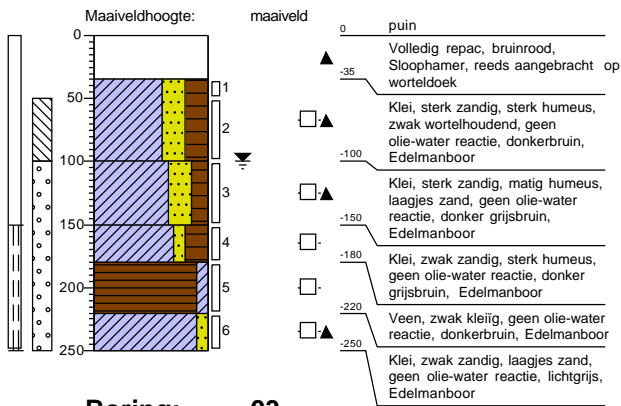 Maaiveldhoogte: maaiveld
0
50
100
150
200
250
1
2
3
4
5
6
0 puin
Volledig repac, bruinrood,
Sloophamer, reeds aangebracht op
worteldoek
-35
Klei, sterk zandig, sterk humeus,
zwak wortelhoudend, geen
olie-water reactie, donkerbruin,
Edelmanboor
-100
Klei, sterk zandig, matig humeus,
laagjes zand, geen olie-water
reactie, donker grijsbruin,
Edelmanboor
-150
Klei, zwak zandig, sterk humeus,
geen olie-water reactie, donker
grijsbruin, Edelmanboor
-180
Veen, zwak kleiïg, geen olie-water
reactie, donkerbruin, Edelmanboor
-220
Klei, zwak zandig, laagjes zand,
geen olie-water reactie, lichtgrijs,
Edelmanboor
-250